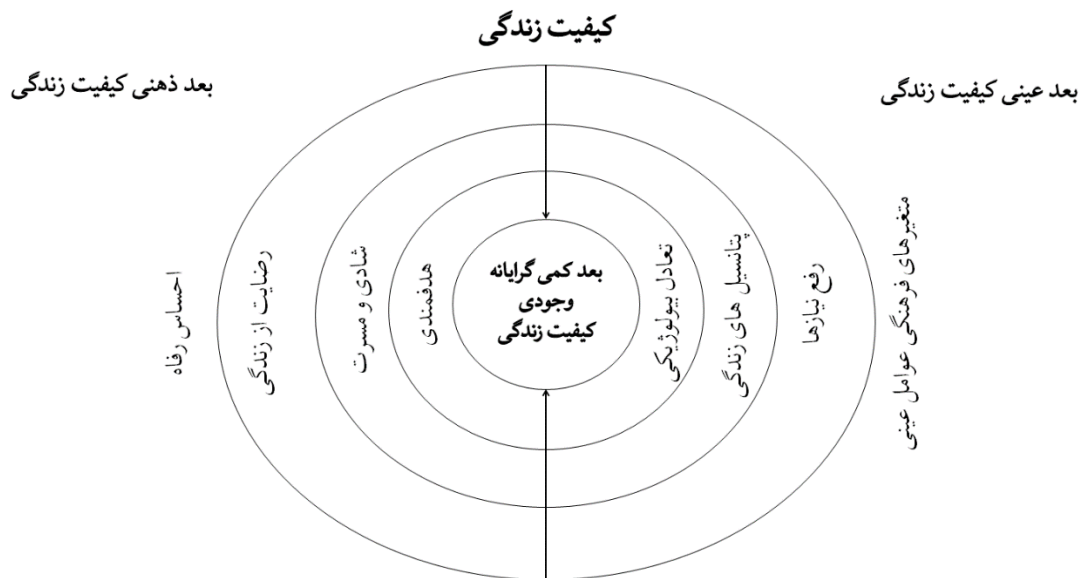 کیفیت زندگی
بعد عینی کیفیت زندگی
بعد ذهنی کیفیت زندگی
متغیرهای فرهنگی عوامل عینی
رفع نیازها
پتانسیل های زندگی
تعادل بیولوژیکی
بعد کمی گرایانه
وجودی
کیفیت زندگی
هدفمندی
شادی و مسرت
رضایت از زندگی
احساس رفاه